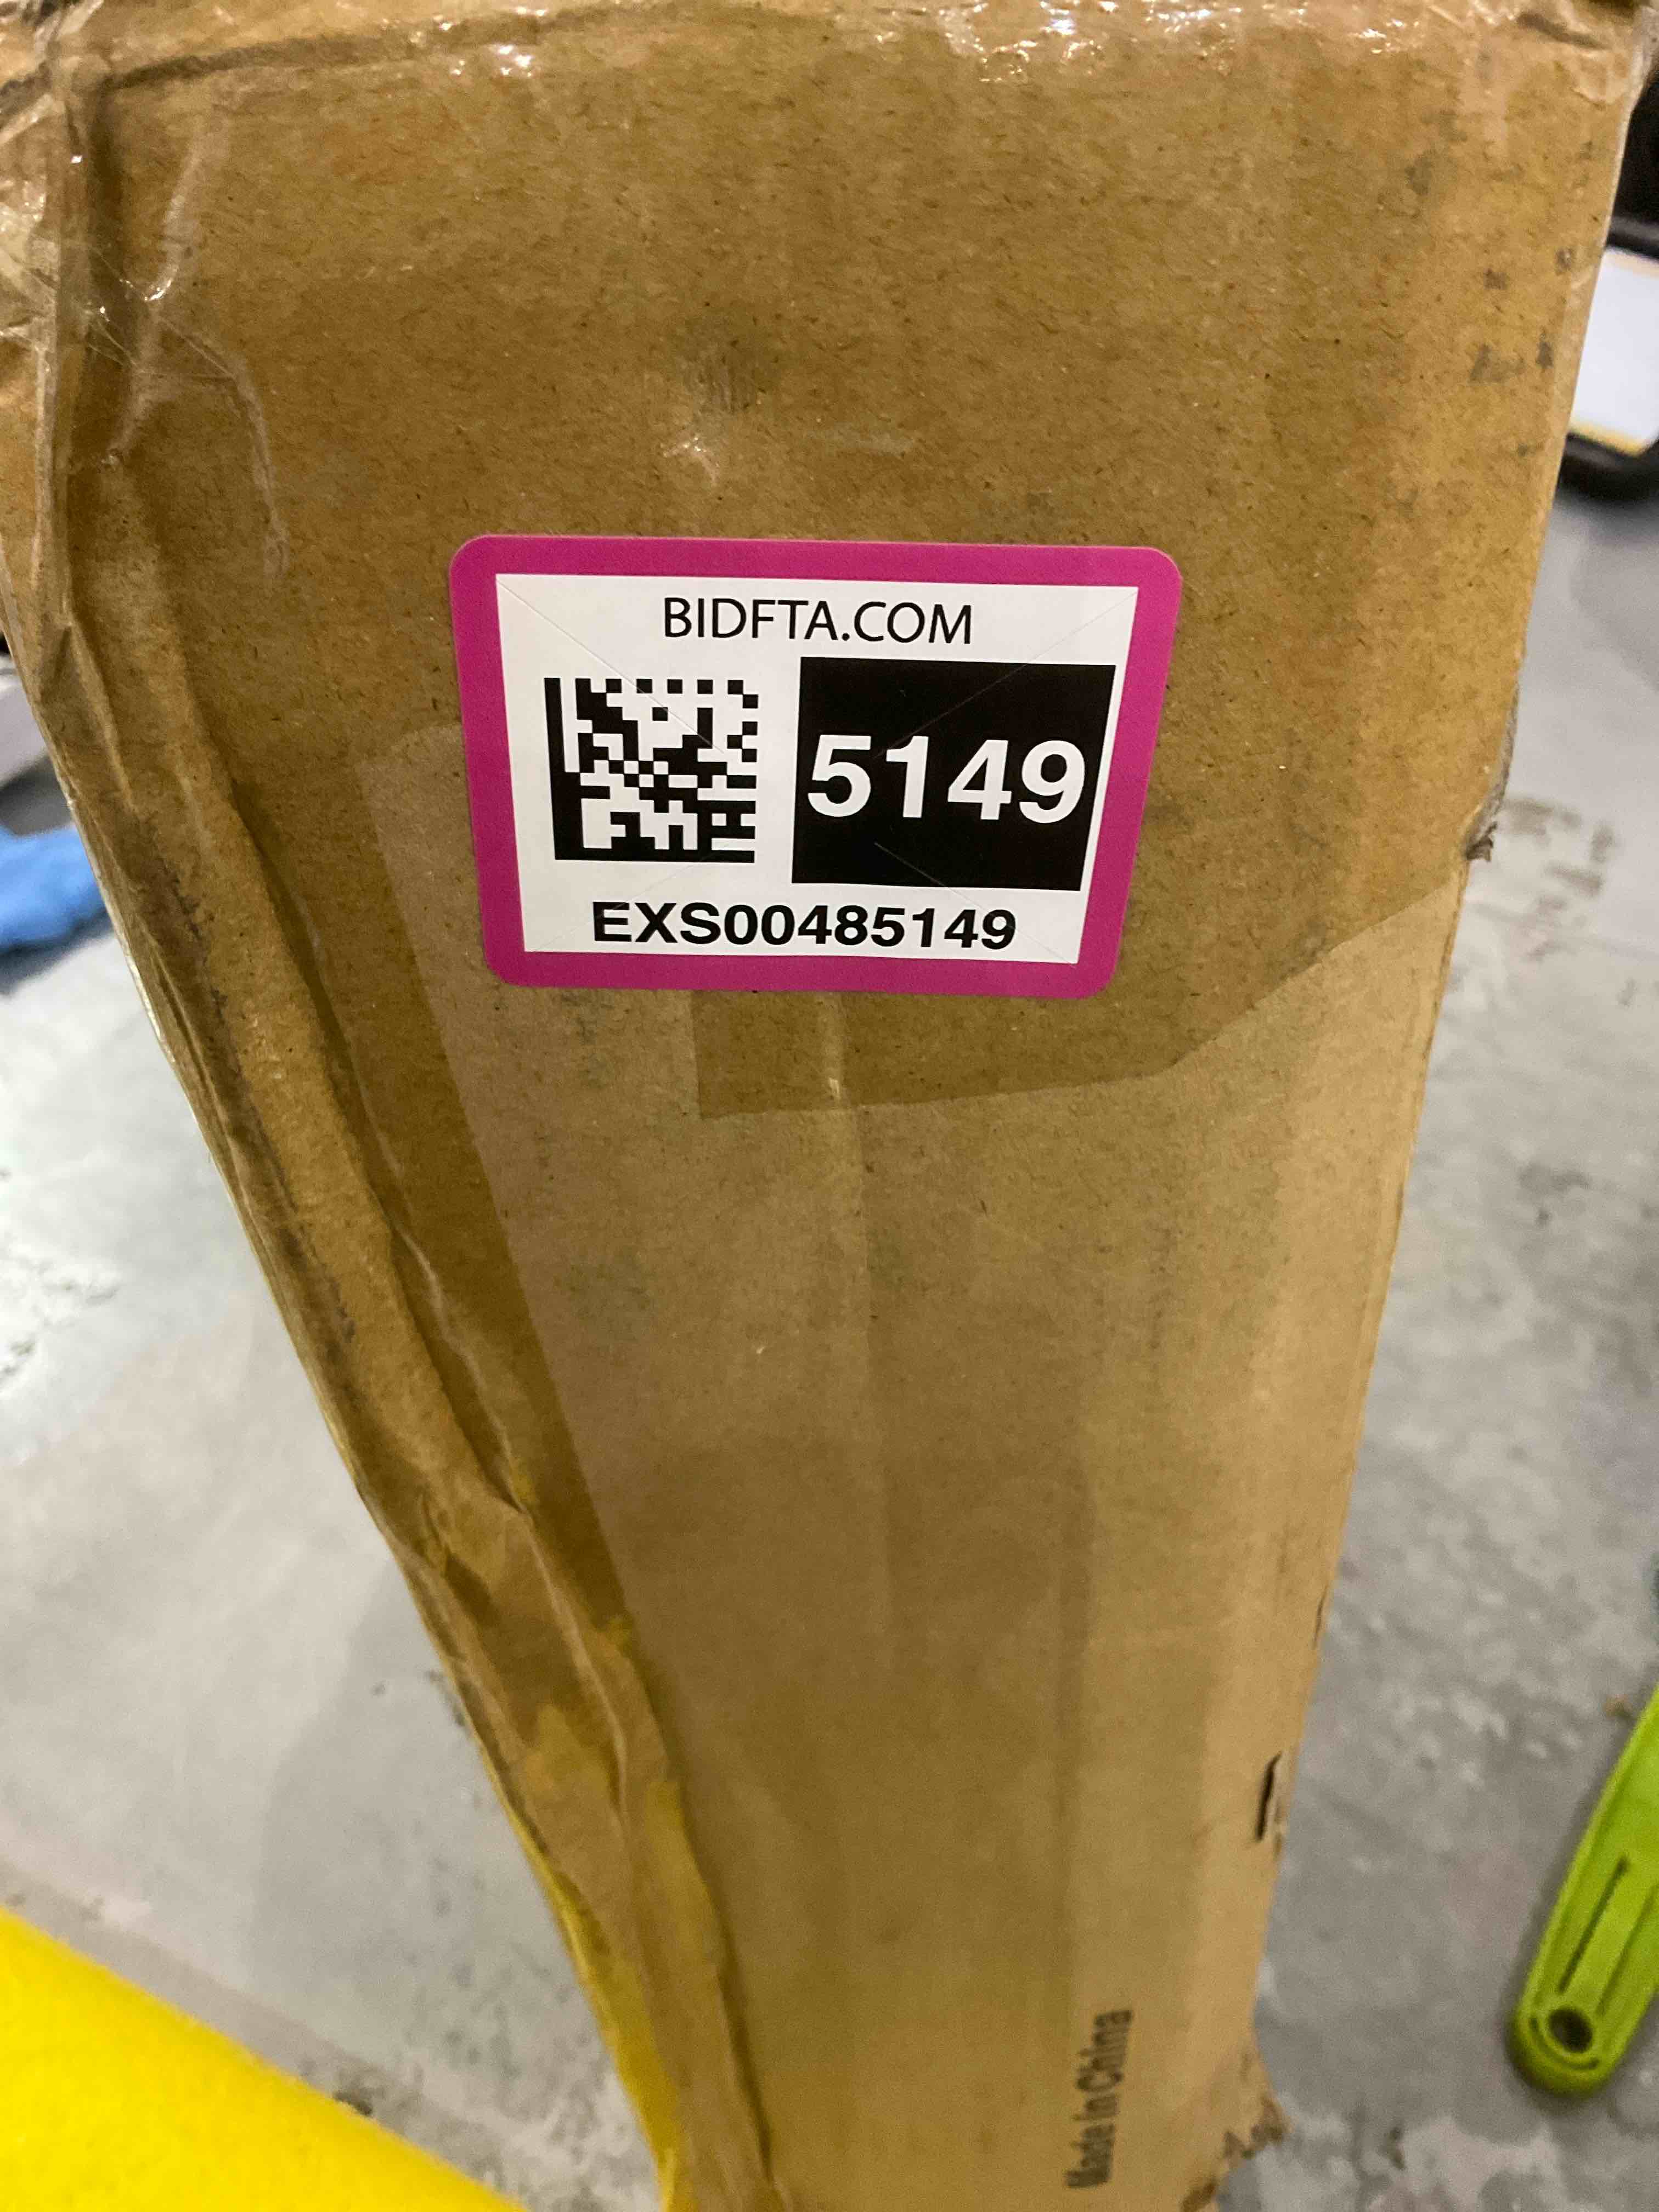 BIDFTA.COM
5149
EXS00485149
Made in China